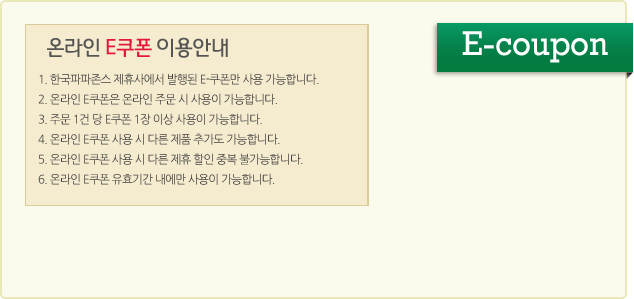 온라인 E쿠폰 이용안내
E-coupon
1. 한국파파존스 제휴사에서 발행된 E-쿠폰만 사용 가능합니다.
2. 온라인 E쿠폰은 온라인 주문 시 사용이 가능합니다.
3. 주문 1건 당 E쿠폰 1장 이상 사용이 가능합니다.
4. 온라인 E쿠폰 사용 시 다른 제품 추가도 가능합니다.
5. 온라인 E쿠폰 사용 시 다른 제휴 할인 중복 불가능합니다.
6. 온라인 E쿠폰 유효기간 내에만 사용이 가능합니다.